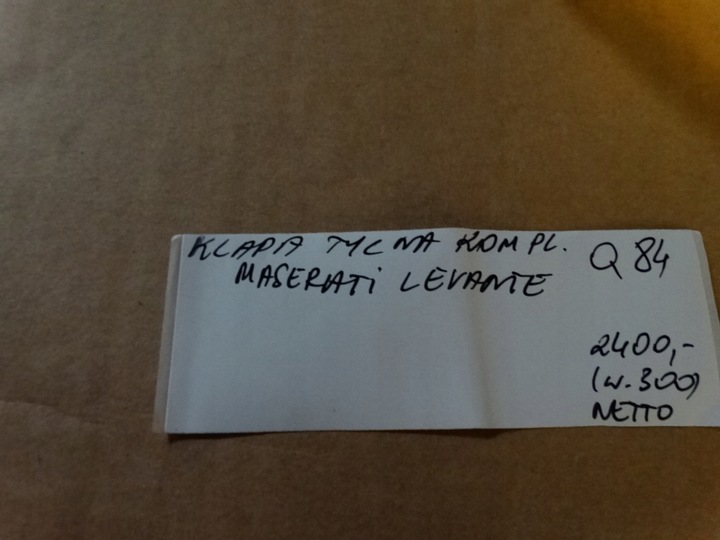 KLAPA TYLNA KOMPL. Q 84
MASERATI LEVANTE
2400,-
(w.300)
NETTO